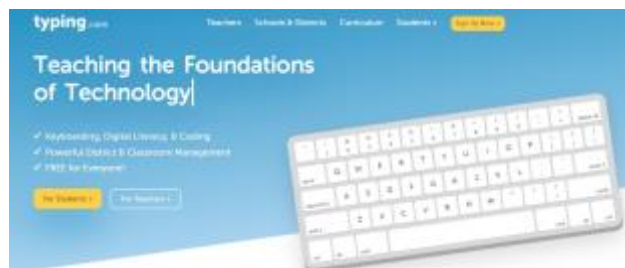 typing.com
Teachers Schools & Districts Curriculum Students Sign Up Now
Teaching the Foundations
of Technology
✓ Keyboarding, Digital Literacy, & Coding
✓ Powerful District & Classroom Management
✓ FREE for Everyone!
For Students For Teachers
Q W E R T Y U I O P
A S D F G H J K L
Z X C V B N M